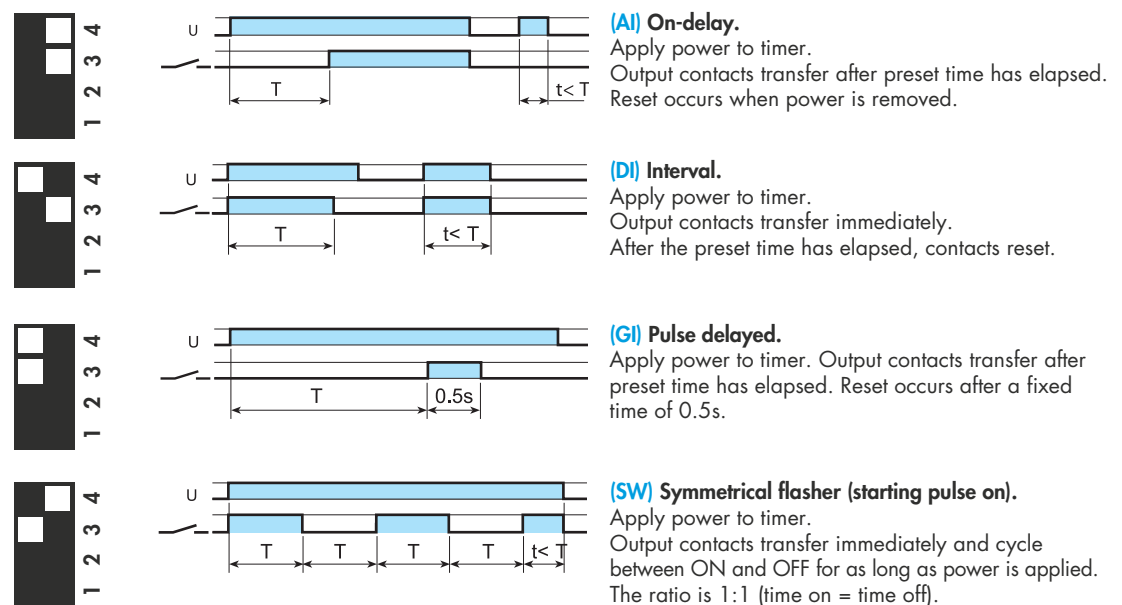 4
3
2
1
U
T
t< T
(AI) On-delay.
Apply power to timer.
Output contacts transfer after preset time has elapsed.
Reset occurs when power is removed.
4
3
2
1
U
T
t< T
(DI) Interval.
Apply power to timer.
Output contacts transfer immediately.
After the preset time has elapsed, contacts reset.
4
3
2
1
U
T
0.5s
(GI) Pulse delayed.
Apply power to timer. Output contacts transfer after
preset time has elapsed. Reset occurs after a fixed
time of 0.5s.
4
3
2
1
U
T T T T t< T
(SW) Symmetrical flasher (starting pulse on).
Apply power to timer.
Output contacts transfer immediately and cycle
between ON and OFF for as long as power is applied.
The ratio is 1:1 (time on = time off).